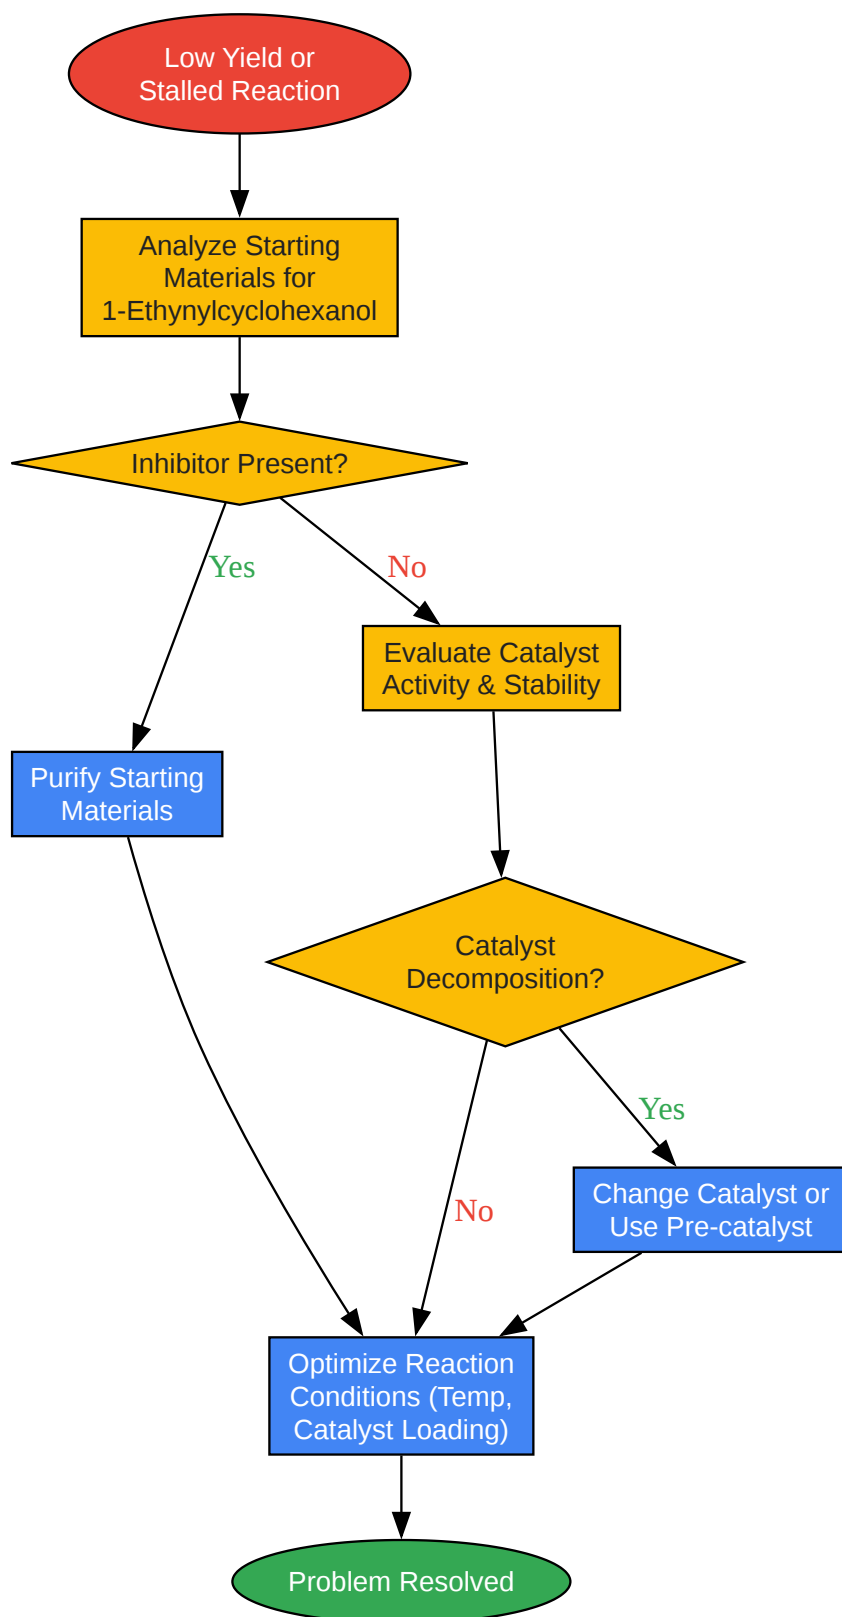 Low Yield or
Stalled Reaction
Analyze Starting
Materials for
1-Ethynylcyclohexanol
Inhibitor Present?
Yes
No
Evaluate Catalyst
Activity & Stability
Purify Starting
Materials
Catalyst
Decomposition?
Yes
No
Change Catalyst or
Use Pre-catalyst
Optimize Reaction
Conditions (Temp,
Catalyst Loading)
Problem Resolved